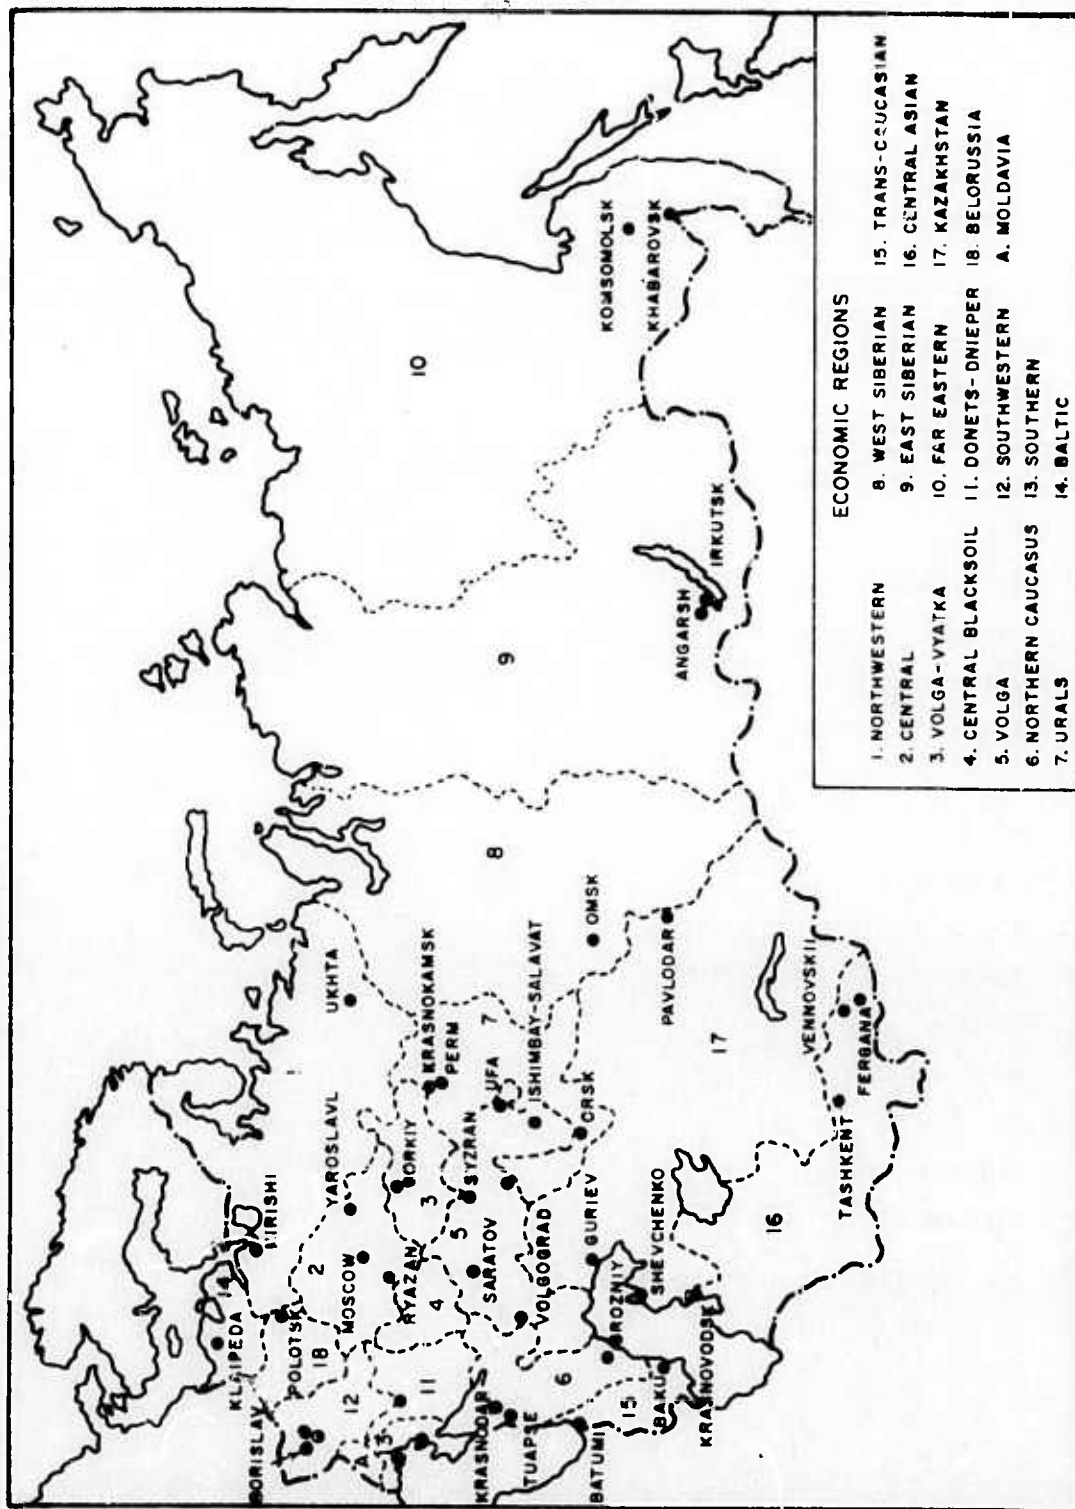 10
KOMSOMOLSK
KHABAROVSK
9
ANGARSH
IRKUTSK
8
OMSK
PAVLODAR
UKHTA
KRASNOKAMSK
PERM
7
UFA
ISHIMBAY-SALAVAT
ORSK
17
VENNOVSKII
FERGANA
TASHKENT
16
KIRISHI
YAROSLAVL
GORKIY
3
SYZRAN
5
14
2
MOSCOW
RYAZAN
4
SARATOV
VOLGOGRAD
GURIEV
SHEVCHENKO
GROZNIY
KLAIPEDA
POLOTSK
18
12
11
6
BORISLAV
A
13
KRASNODAR
TUAPSE
BATUMI
15
BAKU
KRASNOVODSK
ECONOMIC REGIONS
1. NORTHWESTERN
2. CENTRAL
3. VOLGA-VYATKA
4. CENTRAL BLACKSOIL
5. VOLGA
6. NORTHERN CAUCASUS
7. URALS
8. WEST SIBERIAN
9. EAST SIBERIAN
10. FAR EASTERN
11. DONETS-DNIEPER
12. SOUTHWESTERN
13. SOUTHERN
14. BALTIC
15. TRANS-CAUCASIAN
16. CENTRAL ASIAN
17. KAZAKHSTAN
18. BELORUSSIA
A. MOLDAVIA